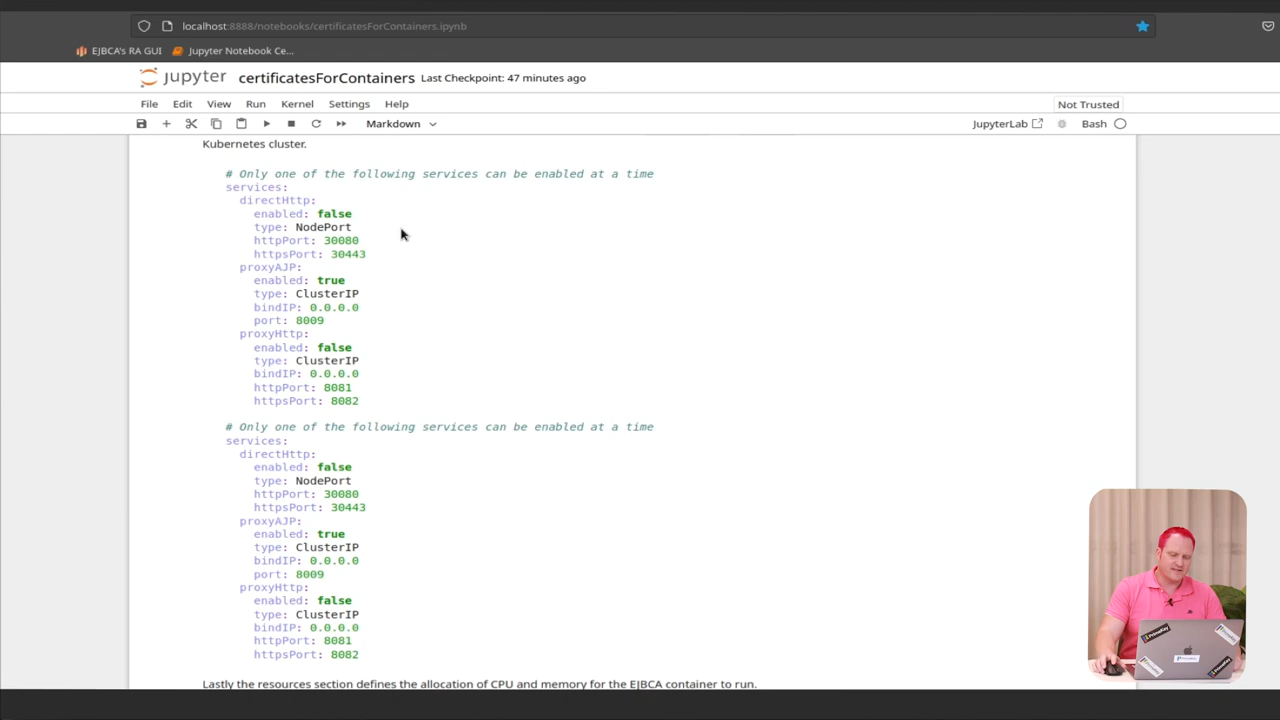 localhost:8888/notebooks/certificatesForContainers.ipynb
EJBCA's RA GUI
Jupyter Notebook Ce...
jupyter certificatesForContainers Last Checkpoint: 47 minutes ago
File Edit View Run Kernel Settings Help
Not Trusted
Markdown
JupyterLab
Bash
Kubernetes cluster.
# Only one of the following services can be enabled at a time
services:
directHttp:
enabled: false
type: NodePort
httpPort: 30080
httpsPort: 30443
proxyAJP:
enabled: true
type: ClusterIP
bindIP: 0.0.0.0
port: 8009
proxyHttp:
enabled: false
type: ClusterIP
bindIP: 0.0.0.0
httpPort: 8081
httpsPort: 8082
# Only one of the following services can be enabled at a time
services:
directHttp:
enabled: false
type: NodePort
httpPort: 30080
httpsPort: 30443
proxyAJP:
enabled: true
type: ClusterIP
bindIP: 0.0.0.0
port: 8009
proxyHttp:
enabled: false
type: ClusterIP
bindIP: 0.0.0.0
httpPort: 8081
httpsPort: 8082
Lastly the resources section defines the allocation of CPU and memory for the EJBCA container to run.